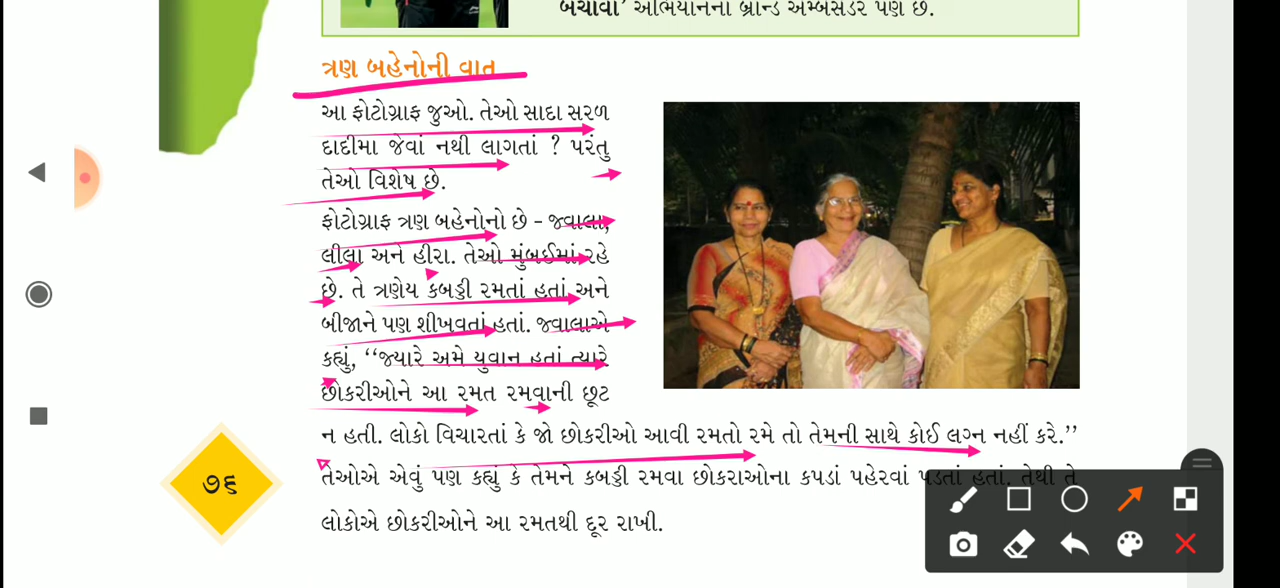 બચાવો' અભિયાનના બ્રાન્ડ એમ્બેસેડર પણ છે.
ત્રણ બહેનોની વાત
આ ફોટોગ્રાફ જુઓ. તેઓ સાદા સરળ
દાદીમા જેવાં નથી લાગતાં ? પરંતુ
તેઓ વિશેષ છે.
ફોટોગ્રાફ ત્રણ બહેનોનો છે - જ્વાલા,
લીલા અને હીરા. તેઓ મુંબઈમાં રહે
છે. તે ત્રણેય કબડ્ડી રમતાં હતાં અને
બીજાને પણ શીખવતાં હતાં. જ્વાલાએ
કહ્યું, ‘‘જ્યારે અમે યુવાન હતાં ત્યારે
છોકરીઓને આ રમત રમવાની છૂટ
ન હતી. લોકો વિચારતાં કે જો છોકરીઓ આવી રમતો રમે તો તેમની સાથે કોઈ લગ્ન નહીં કરે.’’
તેઓએ એવું પણ કહ્યું કે તેમને કબડ્ડી રમવા છોકરાઓના કપડાં પહેરવાં પડતાં હતાં. તેથી તે
લોકોએ છોકરીઓને આ રમતથી દૂર રાખી.
૭૬